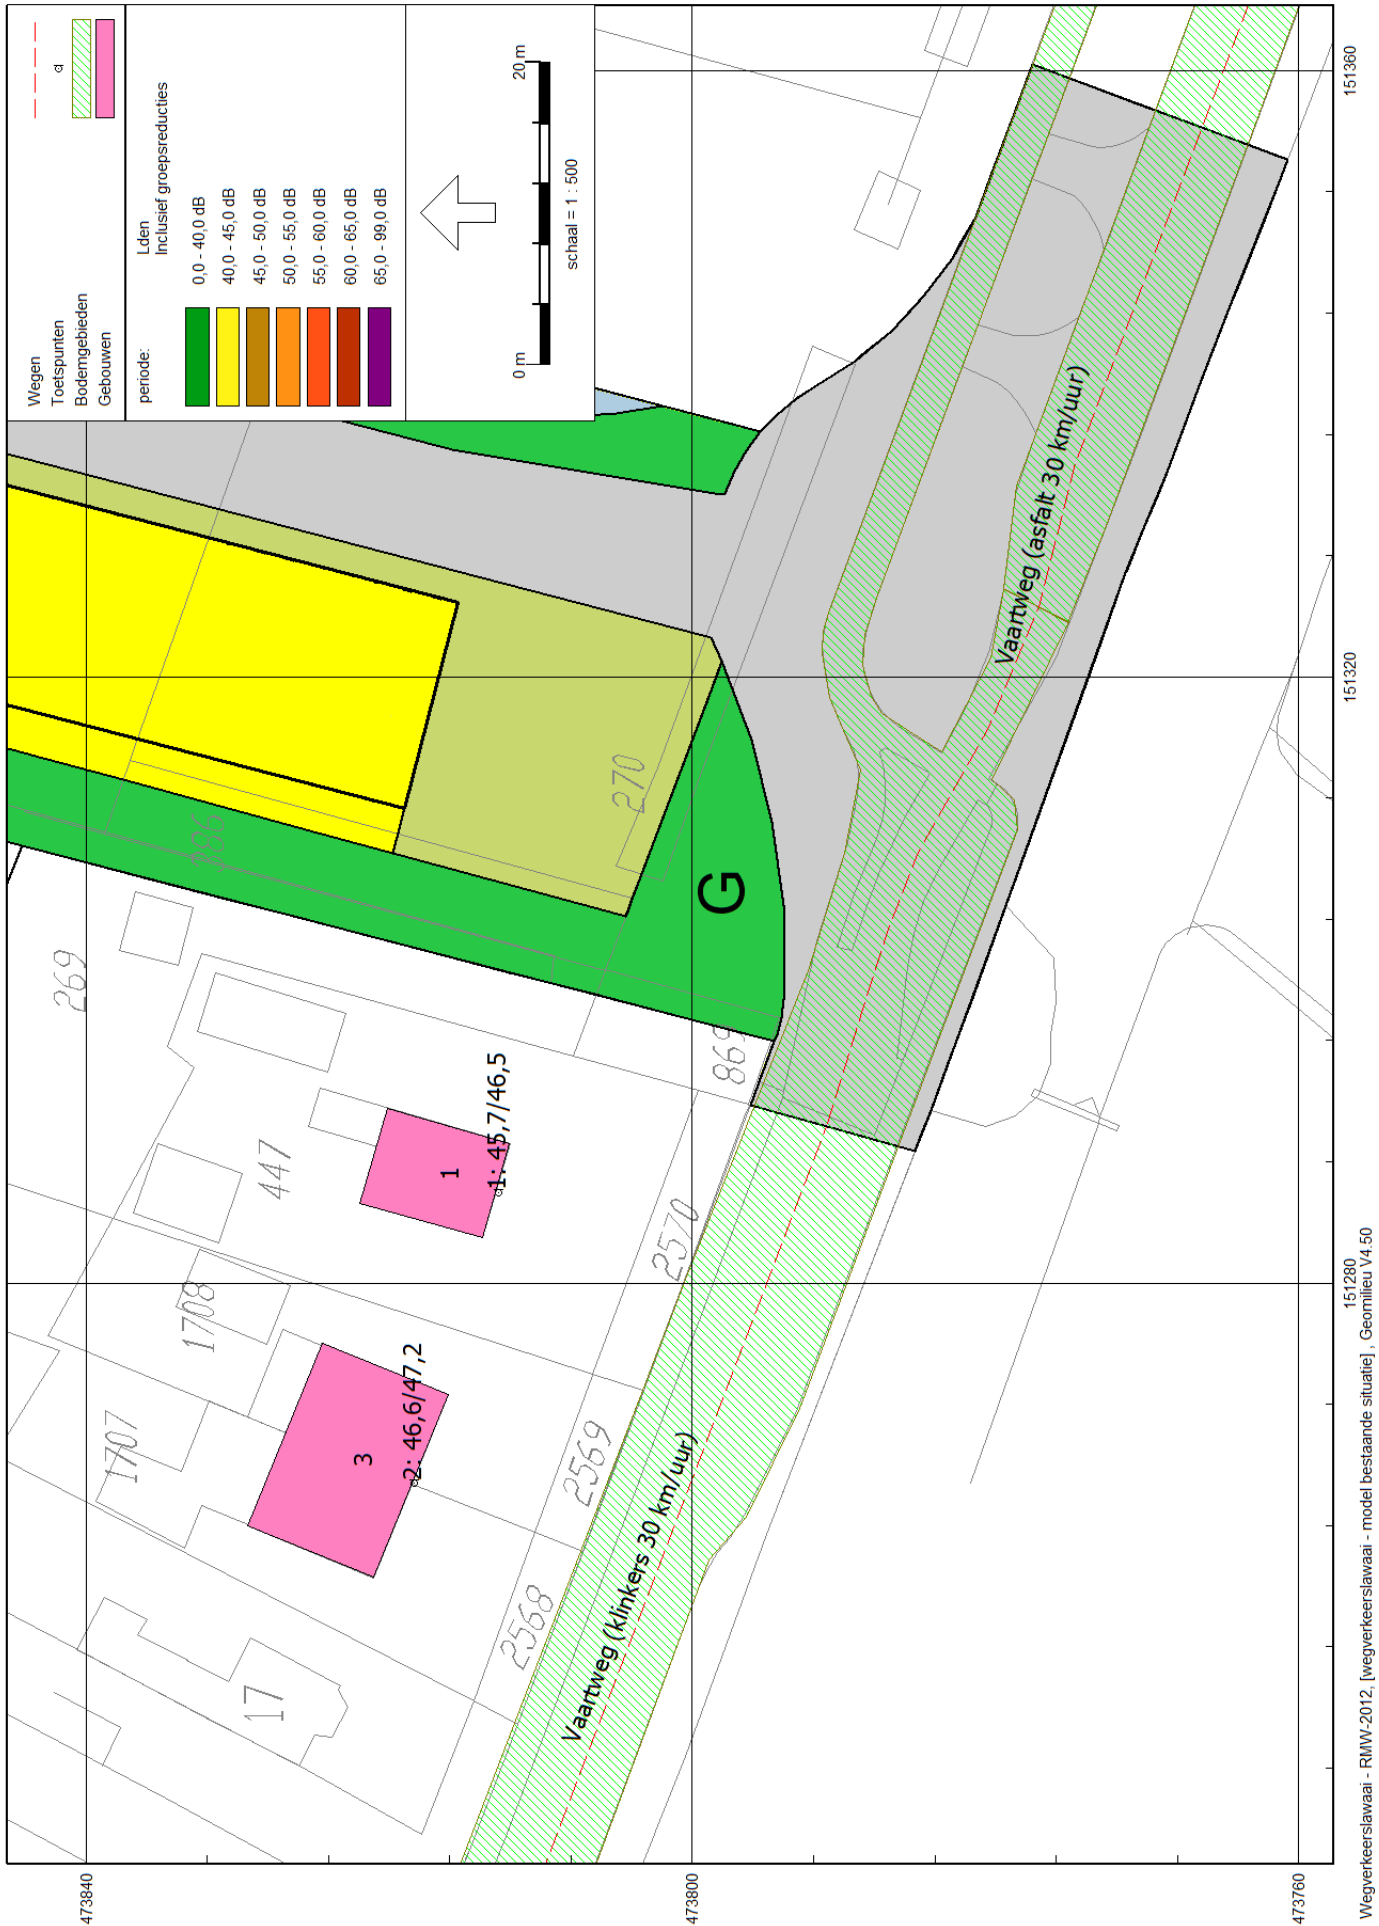 Wegen
Toetspunten
Bodemgebieden
Gebouwen
periode:
Lden
Inclusief groepsreducties
0,0 - 40,0 dB
40,0 - 45,0 dB
45,0 - 50,0 dB
50,0 - 55,0 dB
55,0 - 60,0 dB
60,0 - 65,0 dB
65,0 - 99,0 dB
0 m
20 m
schaal = 1 : 500
473840
473800
473760
151280
151320
151360
269
447
1708
1707
17
270
869
2570
2569
2568
G
1
1: 45,7/46,5
3
2: 46,6/47,2
Vaartweg (klinkers 30 km/uur)
Vaartweg (asfalt 30 km/uur)
Wegverkeerslawaai - RMW-2012, [wegverkeerslawaai - model bestaande situatie] , Geomilieu V4.50